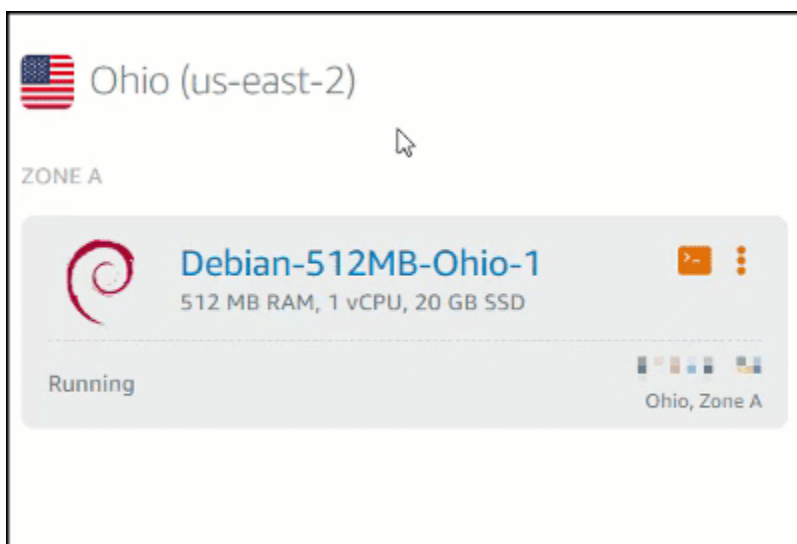 Ohio (us-east-2)
ZONE A
Debian-512MB-Ohio-1
512 MB RAM, 1 vCPU, 20 GB SSD
Running
Ohio, Zone A